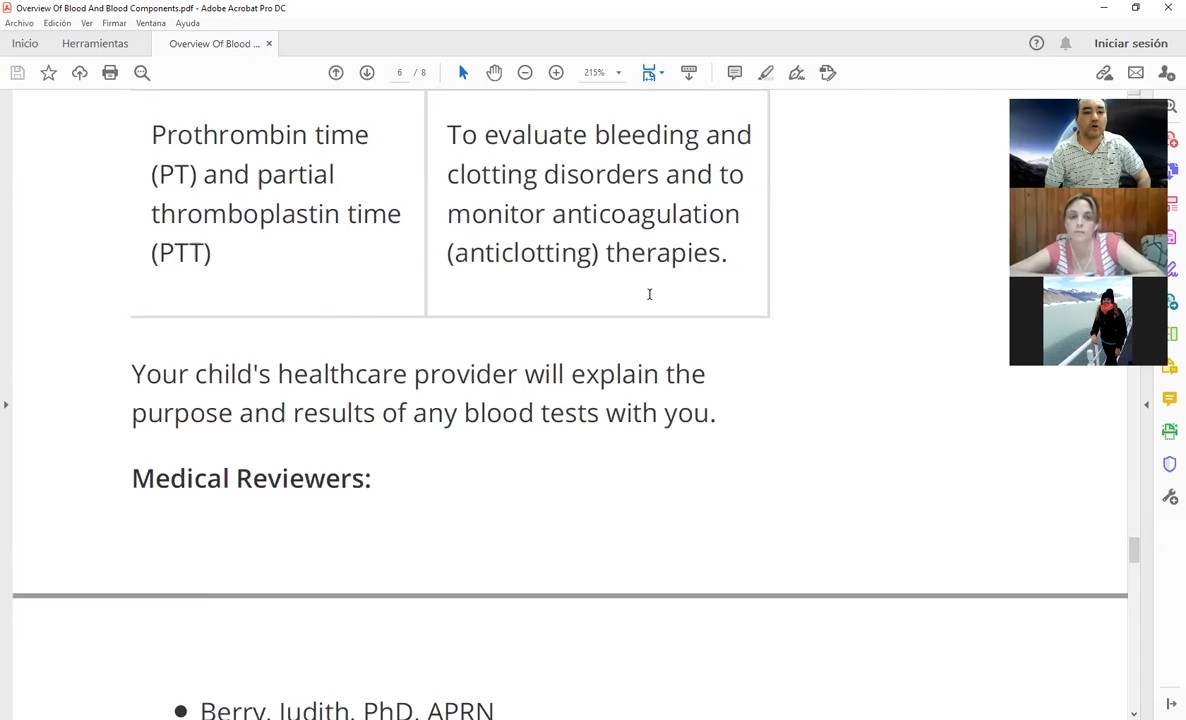 Overview Of Blood And Blood Components.pdf - Adobe Acrobat Pro DC
Archivo Edición Ver Firmar Ventana Ayuda
Inicio Herramientas Overview Of Blood ... × Iniciar sesión
6 / 8 215%
Prothrombin time
(PT) and partial
thromboplastin time
(PTT)
To evaluate bleeding and
clotting disorders and to
monitor anticoagulation
(anticlotting) therapies.
Your child's healthcare provider will explain the
purpose and results of any blood tests with you.
Medical Reviewers:
● Berry, Judith, PhD, APRN